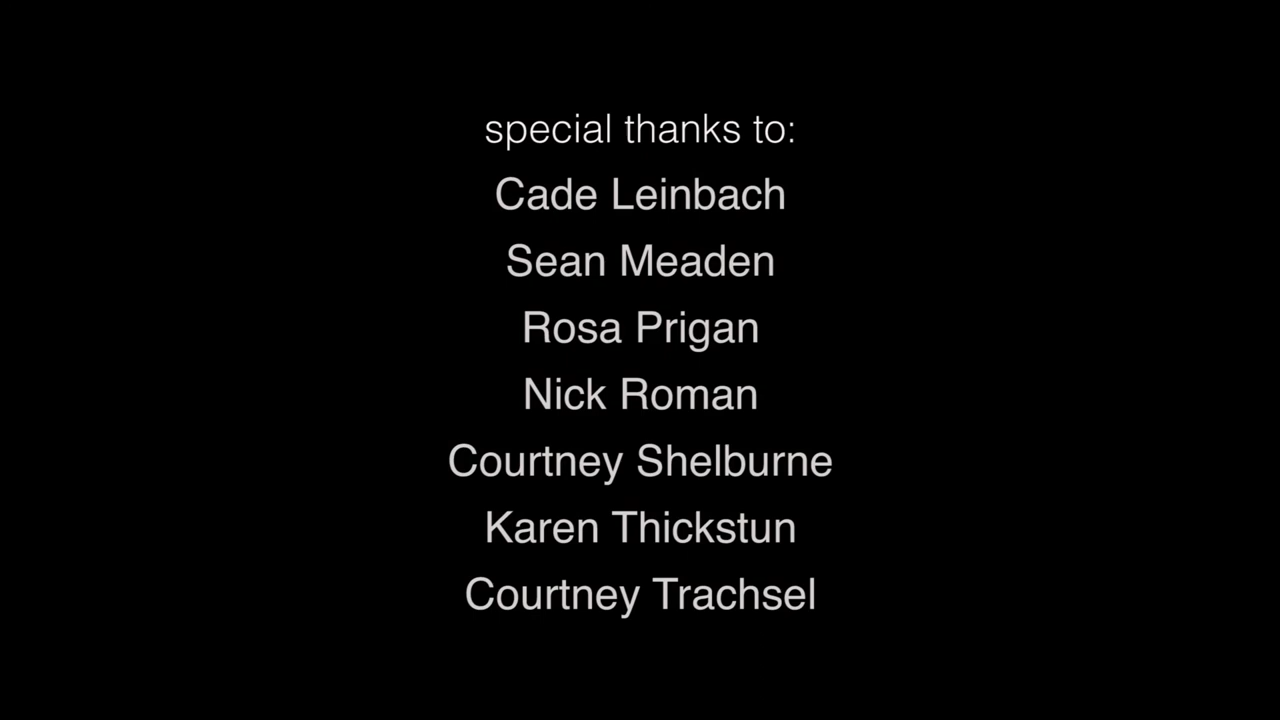 special thanks to:
Cade Leinbach
Sean Meaden
Rosa Prigan
Nick Roman
Courtney Shelburne
Karen Thickstun
Courtney Trachsel